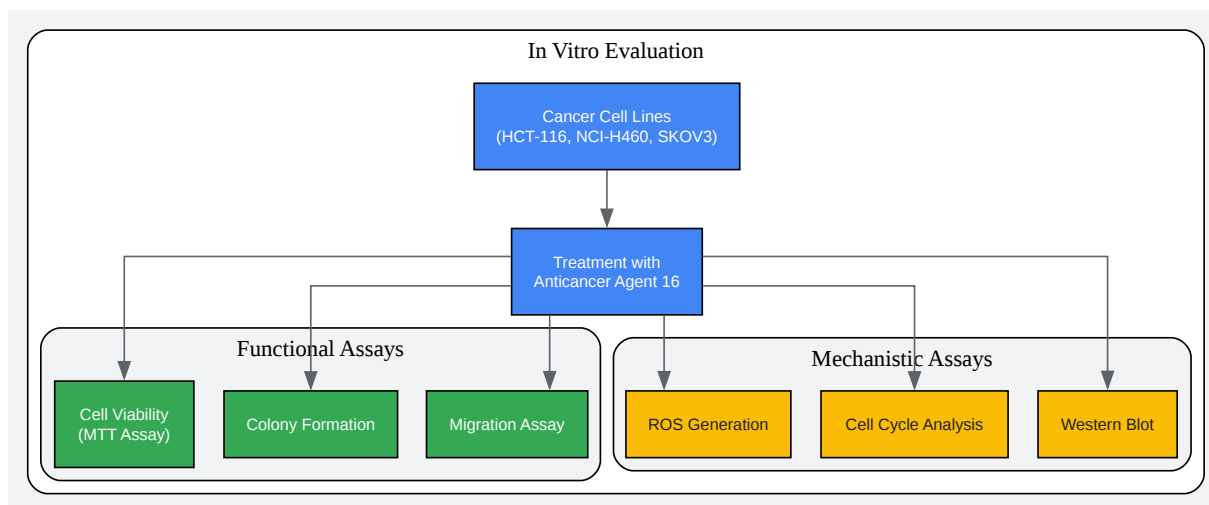 In Vitro Evaluation
Cancer Cell Lines
(HCT-116, NCI-H460, SKOV3)
Treatment with
Anticancer Agent 16
Functional Assays
Mechanistic Assays
Cell Viability
(MTT Assay)
Colony Formation
Migration Assay
ROS Generation
Cell Cycle Analysis
Western Blot